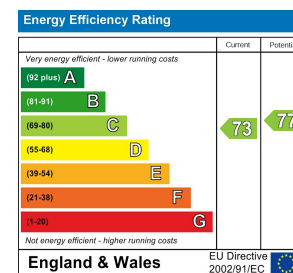 Energy Efficiency Rating
Current
Very energy efficient - lower running costs
(92 plus) A
(81-91) B
(69-80) C
73
77
(55-68) D
(39-54) E
(21-38) F
(1-20) G
Not energy efficient - higher running costs
England & Wales
EU Directive
2002/91/EC